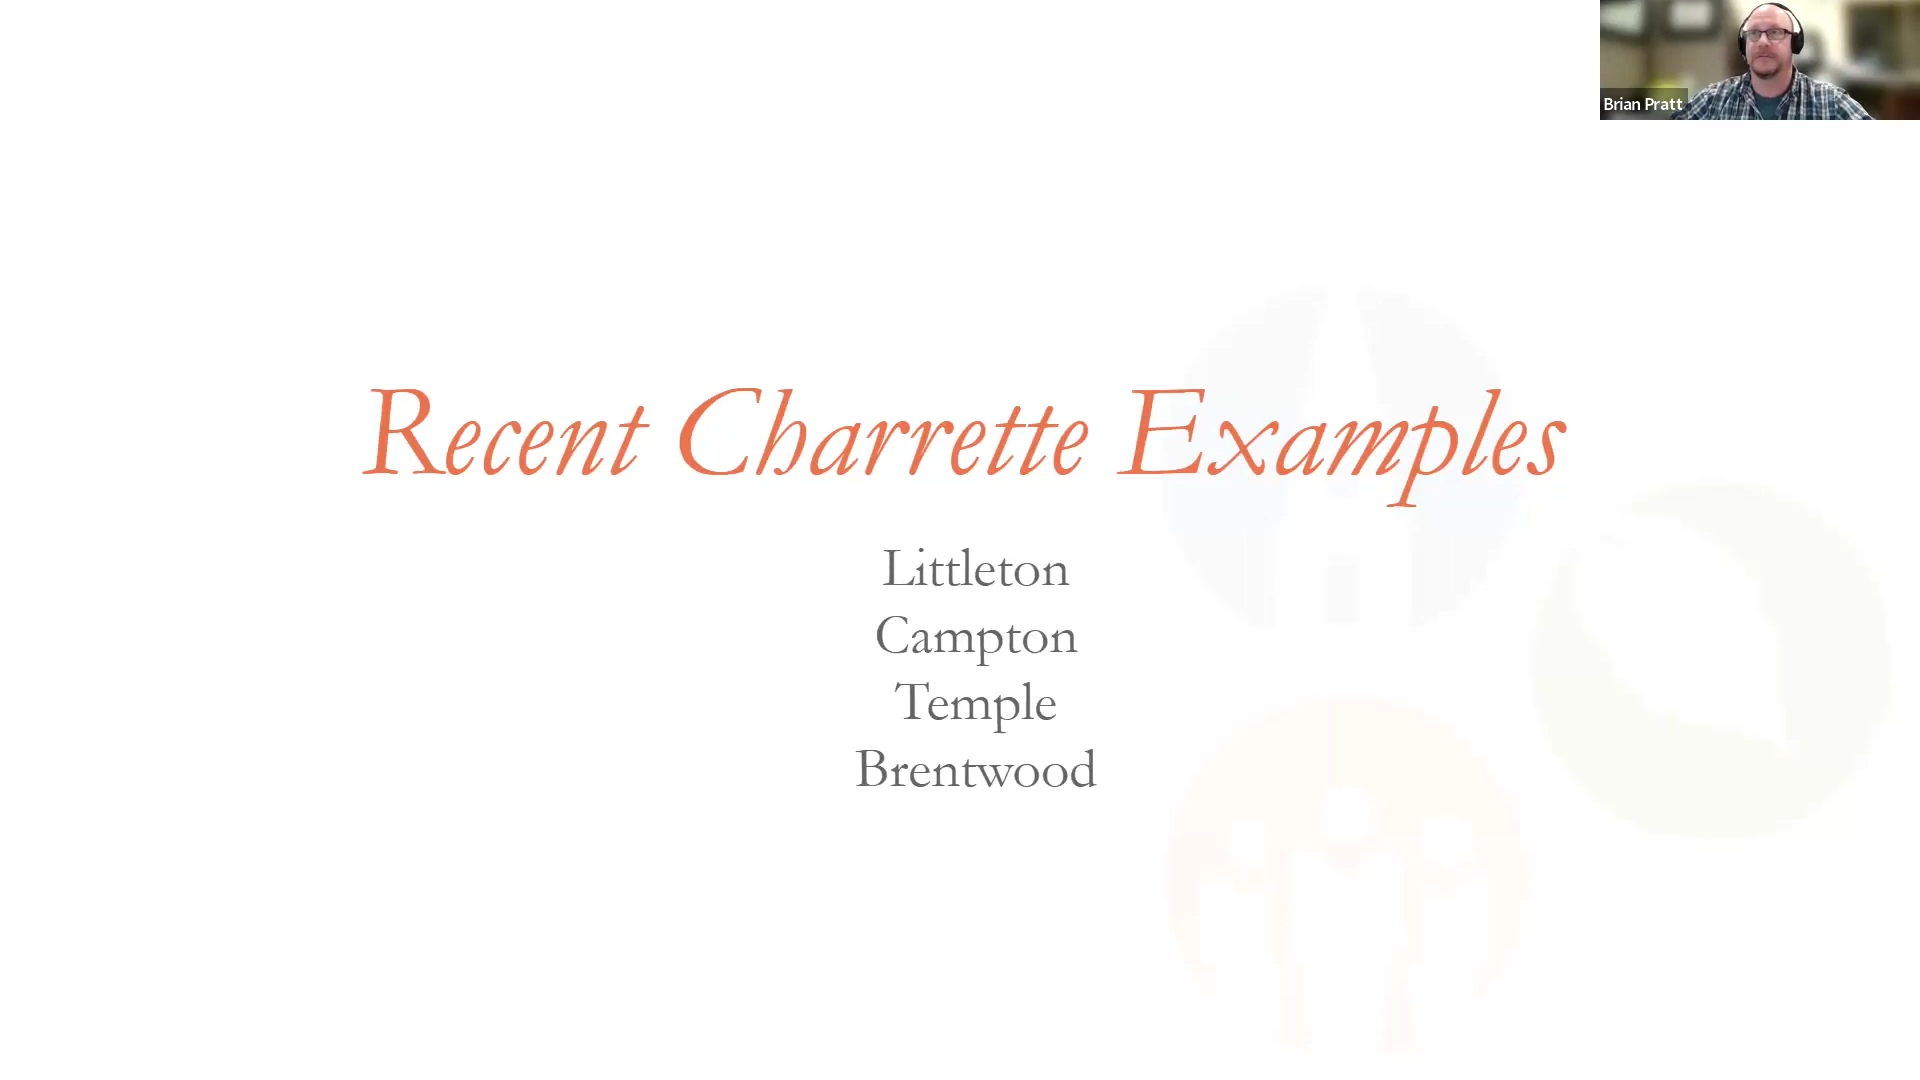 Brian Pratt
Recent Charrette Examples
Littleton
Campton
Temple
Brentwood